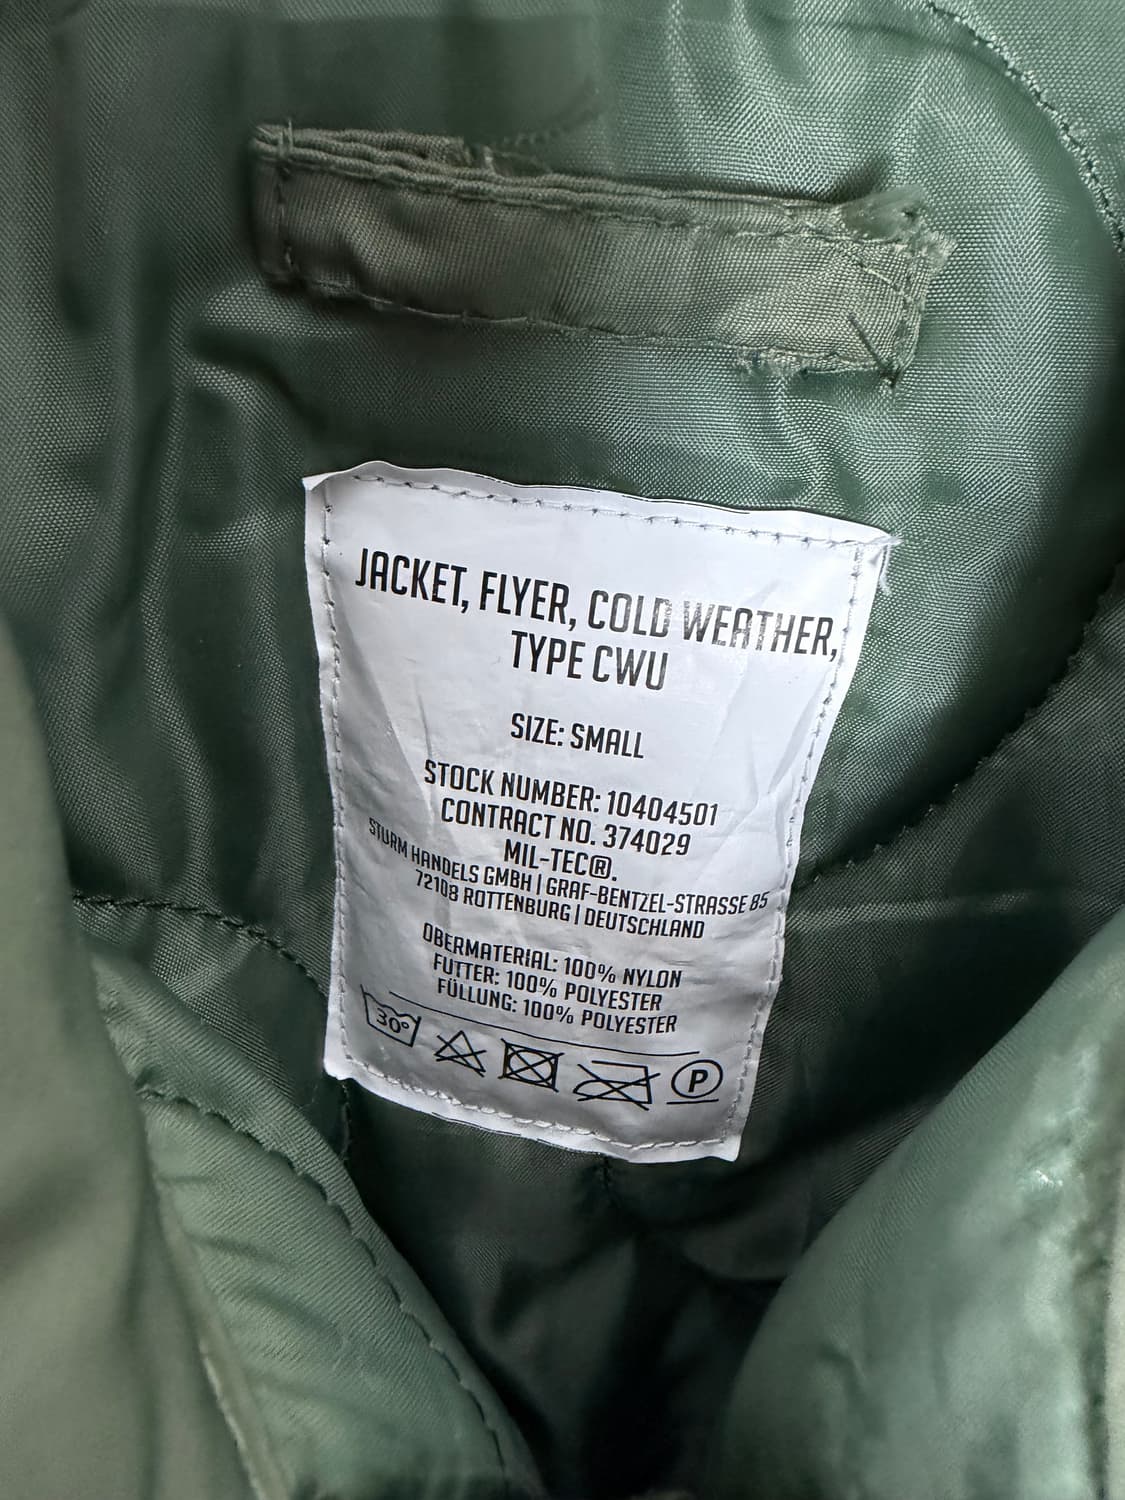 JACKET, FLYER, COLD WEATHER,
TYPE CWU
SIZE: SMALL
STOCK NUMBER: 10404501
CONTRACT NO. 374029
MIL-TEC®.
STURM HANDELS GMBH | GRAF-BENTZEL-STRASSE 85
72108 ROTTENBURG | DEUTSCHLAND
OBERMATERIAL: 100% NYLON
FUTTER: 100% POLYESTER
FÜLLUNG: 100% POLYESTER
30°
P